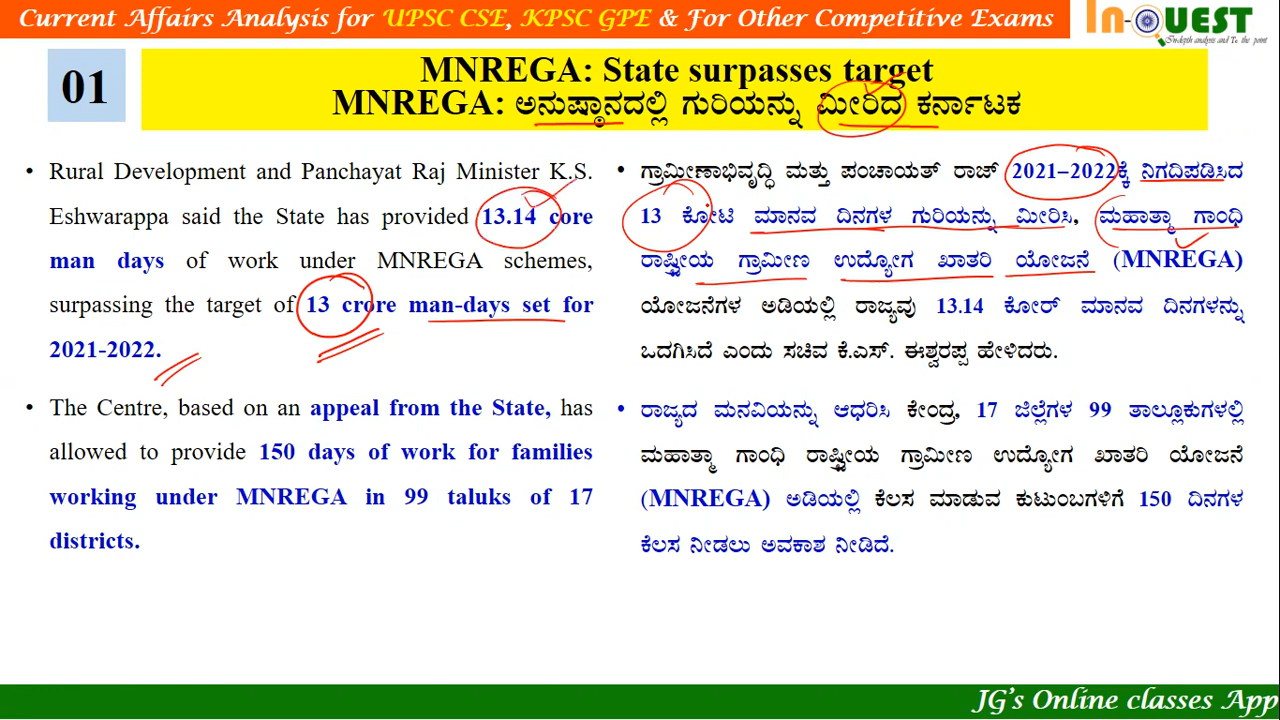 Current Affairs Analysis for UPSC CSE, KPSC GPE & For Other Competitive Exams
In-QUEST
In-depth analysis and To the point
01
MNREGA: State surpasses target
MNREGA: ಅನುಷ್ಠಾನದಲ್ಲಿ ಗುರಿಯನ್ನು ಮೀರಿದ ಕರ್ನಾಟಕ
• Rural Development and Panchayat Raj Minister K.S.
Eshwarappa said the State has provided 13.14 core
man days of work under MNREGA schemes,
surpassing the target of 13 crore man-days set for
2021-2022.
• The Centre, based on an appeal from the State, has
allowed to provide 150 days of work for families
working under MNREGA in 99 taluks of 17
districts.
• ಗ್ರಾಮೀಣಾಭಿವೃದ್ಧಿ ಮತ್ತು ಪಂಚಾಯತ್ ರಾಜ್ 2021–2022ಕ್ಕೆ ನಿಗದಿಪಡಿಸಿದ
13 ಕೋಟಿ ಮಾನವ ದಿನಗಳ ಗುರಿಯನ್ನು ಮೀರಿಸಿ, ಮಹಾತ್ಮಾ ಗಾಂಧಿ
ರಾಷ್ಟ್ರೀಯ ಗ್ರಾಮೀಣ ಉದ್ಯೋಗ ಖಾತರಿ ಯೋಜನೆ (MNREGA)
ಯೋಜನೆಗಳ ಅಡಿಯಲ್ಲಿ ರಾಜ್ಯವು 13.14 ಕೋರ್ ಮಾನವ ದಿನಗಳನ್ನು
ಒದಗಿಸಿದೆ ಎಂದು ಸಚಿವ ಕೆ.ಎಸ್. ಈಶ್ವರಪ್ಪ ಹೇಳಿದರು.
• ರಾಜ್ಯದ ಮನವಿಯನ್ನು ಆಧರಿಸಿ ಕೇಂದ್ರ, 17 ಜಿಲ್ಲೆಗಳ 99 ತಾಲ್ಲೂಕುಗಳಲ್ಲಿ
ಮಹಾತ್ಮಾ ಗಾಂಧಿ ರಾಷ್ಟ್ರೀಯ ಗ್ರಾಮೀಣ ಉದ್ಯೋಗ ಖಾತರಿ ಯೋಜನೆ
(MNREGA) ಅಡಿಯಲ್ಲಿ ಕೆಲಸ ಮಾಡುವ ಕುಟುಂಬಗಳಿಗೆ 150 ದಿನಗಳ
ಕೆಲಸ ನೀಡಲು ಅವಕಾಶ ನೀಡಿದೆ.
JG's Online classes App